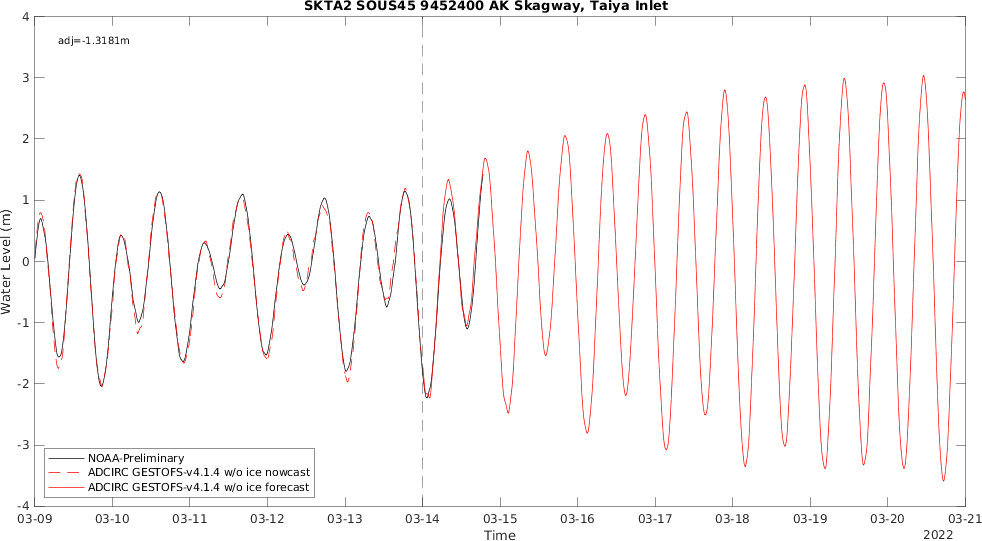 SKTA2 SOUS45 9452400 AK Skagway, Taiya Inlet
adj=-1.3181m
4
3
2
1
0
-1
-2
-3
-4
Water Level (m)
NOAA-Preliminary
ADCIRC GESTOFS-v4.1.4 w/o ice nowcast
ADCIRC GESTOFS-v4.1.4 w/o ice forecast
03-09 03-10 03-11 03-12 03-13 03-14 03-15 03-16 03-17 03-18 03-19 03-20 03-21
Time
2022